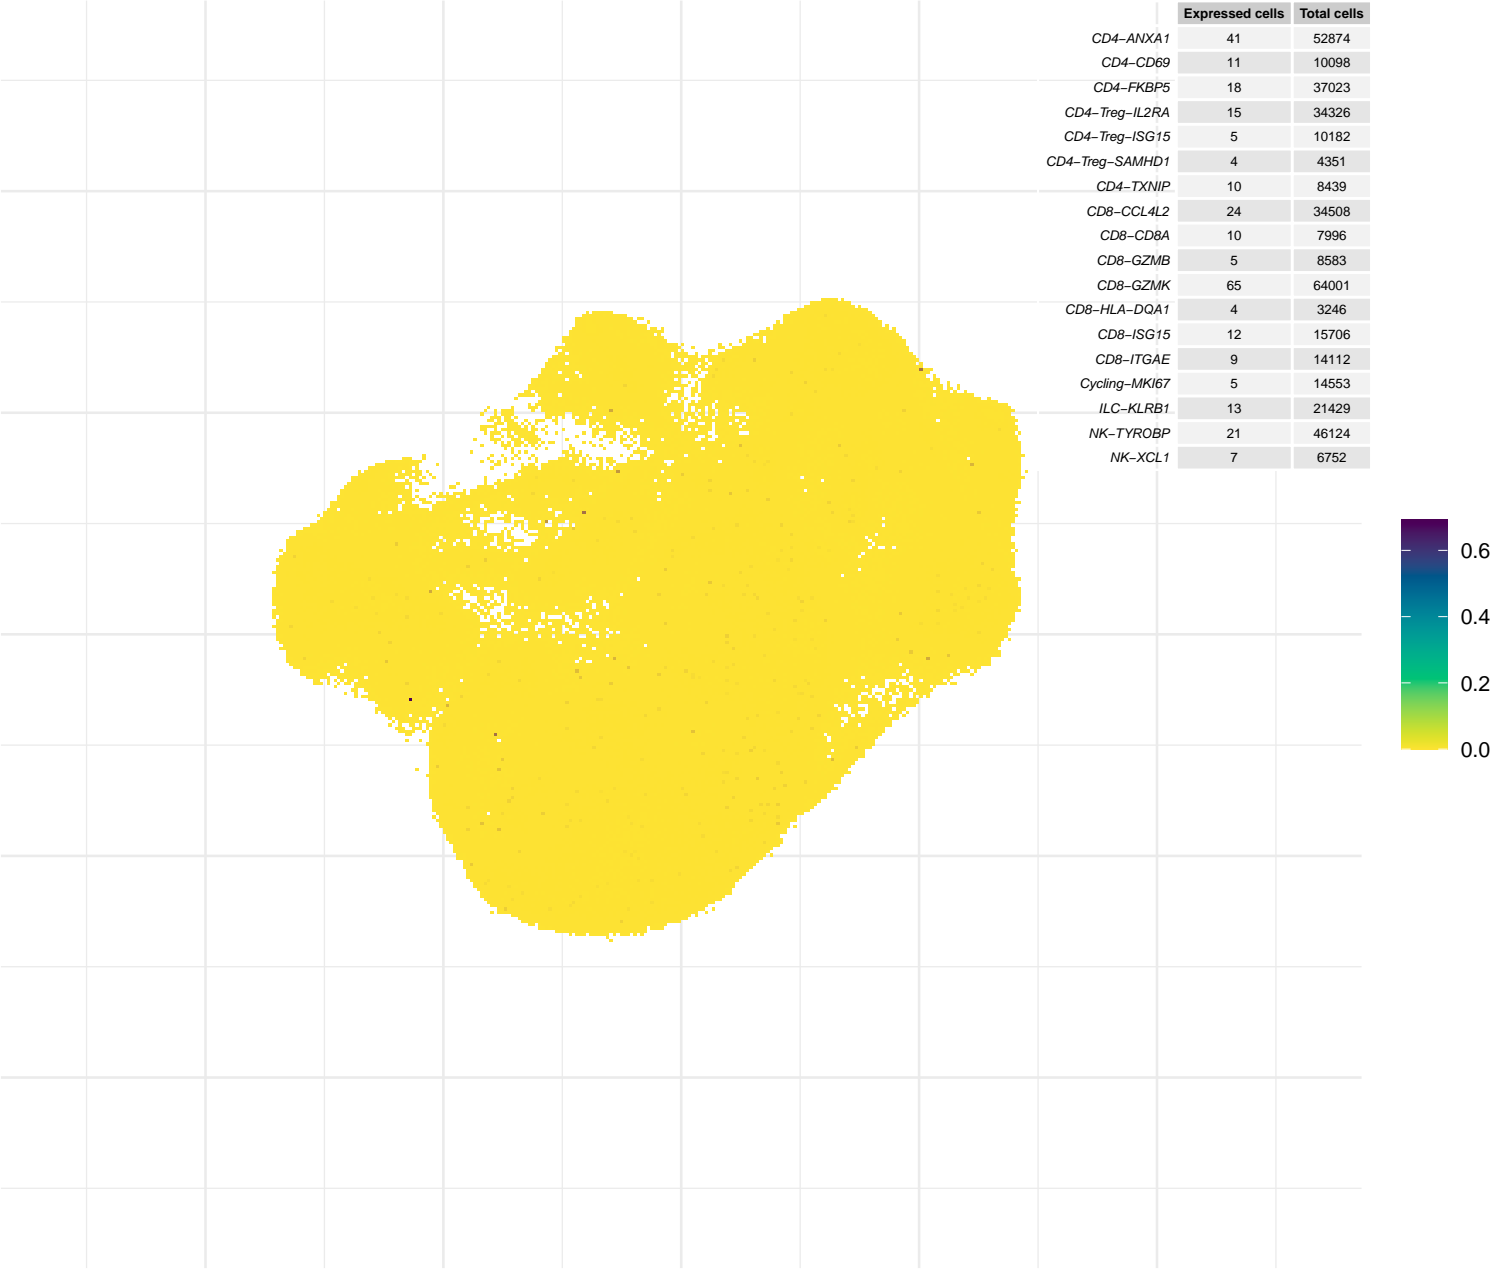 Expressed cells Total cells
CD4−ANXA1 41 52874
CD4−CD69 11 10098
CD4−FKBP5 18 37023
CD4−Treg−IL2RA 15 34326
CD4−Treg−ISG15 5 10182
CD4−Treg−SAMHD1 4 4351
CD4−TXNIP 10 8439
CD8−CCL4L2 24 34508
CD8−CD8A 10 7996
CD8−GZMB 5 8583
CD8−GZMK 65 64001
CD8−HLA−DQA1 4 3246
CD8−ISG15 12 15706
CD8−ITGAE 9 14112
Cycling−MKI67 5 14553
ILC−KLRB1 13 21429
NK−TYROBP 21 46124
NK−XCL1 7 6752
0.6
0.4
0.2
0.0